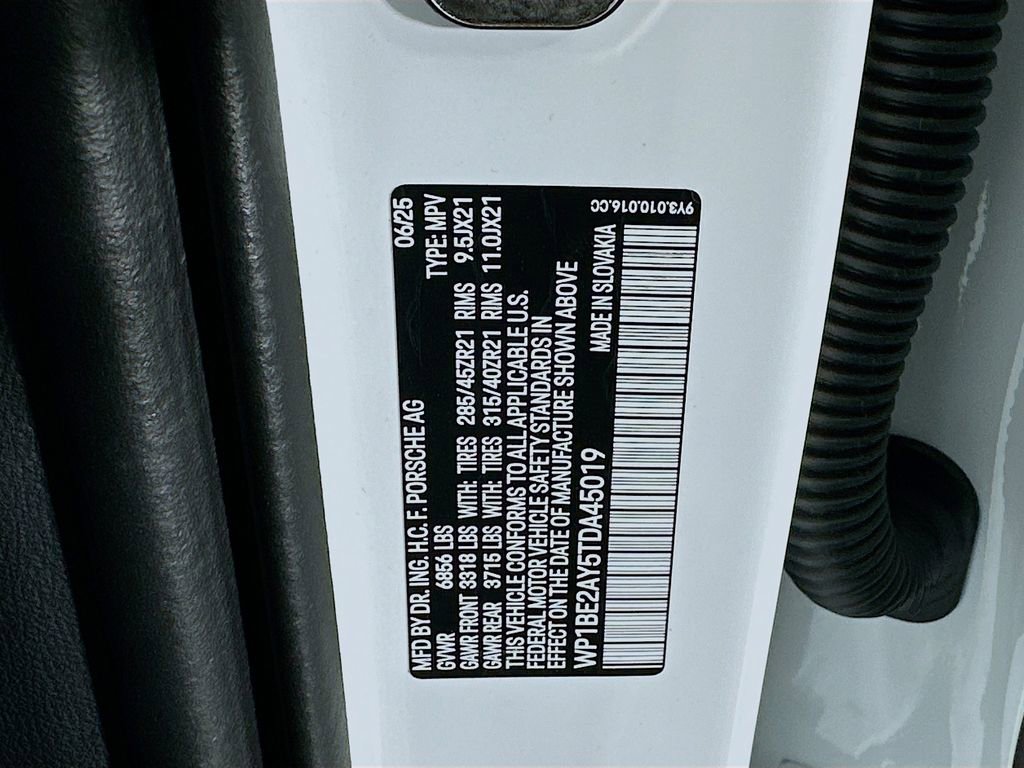 MFD BY DR. ING. H.C. F. PORSCHE AG 06/25
GVWR 6856 LBS TYPE: MPV
GAWR FRONT 3318 LBS WITH: TIRES 285/45ZR21 RIMS 9.5JX21
GAWR REAR 3715 LBS WITH: TIRES 315/40ZR21 RIMS 11.0JX21
THIS VEHICLE CONFORMS TO ALL APPLICABLE U.S.
FEDERAL MOTOR VEHICLE SAFETY STANDARDS IN
EFFECT ON THE DATE OF MANUFACTURE SHOWN ABOVE
WP1BE2AY5TDA45019 MADE IN SLOVAKIA
9Y3.010.016.CC